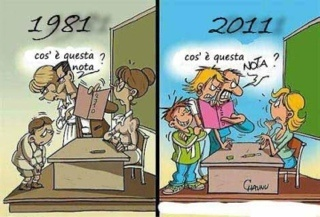 1981
cos' è questa
nota ?
2011
cos' è questa
NOTA ?